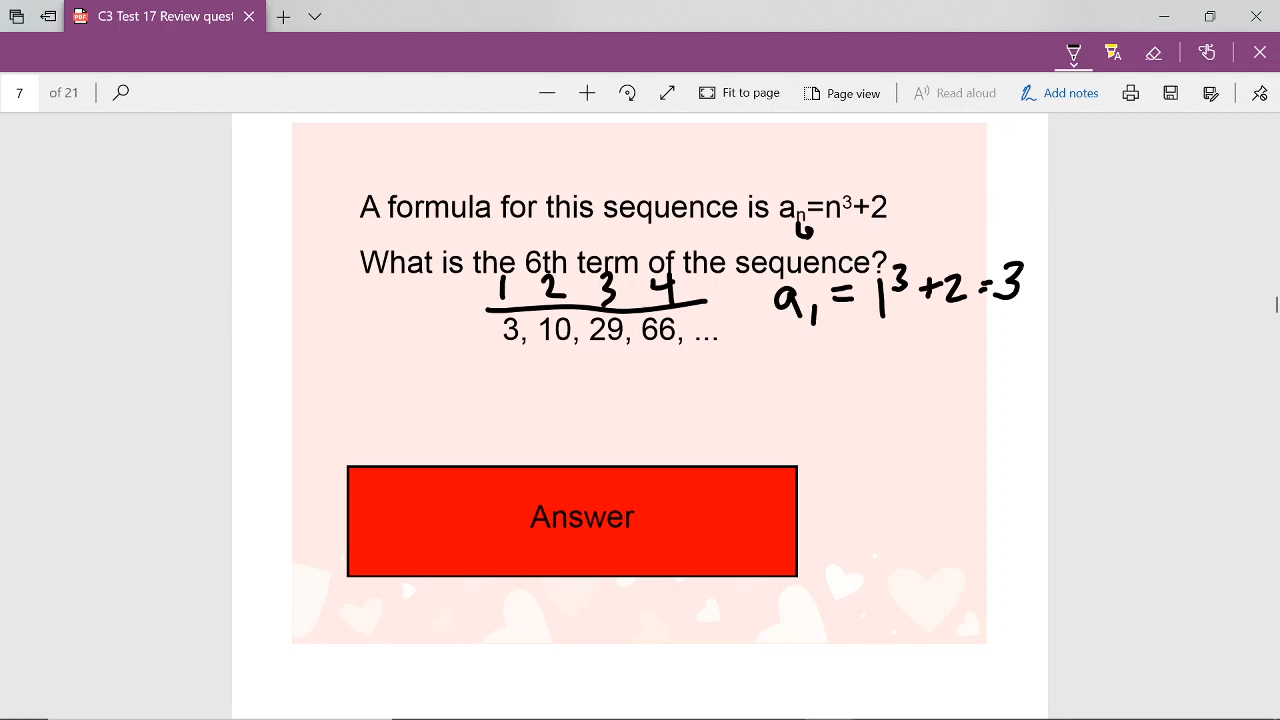 C3 Test 17 Review quest
7 of 21
Fit to page
Page view
Read aloud
Add notes
A formula for this sequence is aₙ=n³+2
What is the 6th term of the sequence?
1 2 3 4
a₁ = 1³+2=3
3, 10, 29, 66, ...
Answer